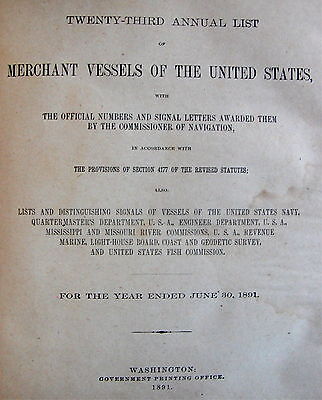 TWENTY-THIRD ANNUAL LIST
OF
MERCHANT VESSELS OF THE UNITED STATES,
WITH
THE OFFICIAL NUMBERS AND SIGNAL LETTERS AWARDED THEM
BY THE COMMISSIONER OF NAVIGATION,
IN ACCORDANCE WITH
THE PROVISIONS OF SECTION 4177 OF THE REVISED STATUTES;
ALSO:
LISTS AND DISTINGUISHING SIGNALS OF VESSELS OF THE UNITED STATES NAVY,
QUARTERMASTER'S DEPARTMENT, U. S. A., ENGINEER DEPARTMENT, U. S. A.,
MISSISSIPPI AND MISSOURI RIVER COMMISSIONS, U. S. A., REVENUE
MARINE, LIGHT-HOUSE BOARD, COAST AND GEODETIC SURVEY,
AND UNITED STATES FISH COMMISSION.
FOR THE YEAR ENDED JUNE 30, 1891.
WASHINGTON:
GOVERNMENT PRINTING OFFICE.
1891.